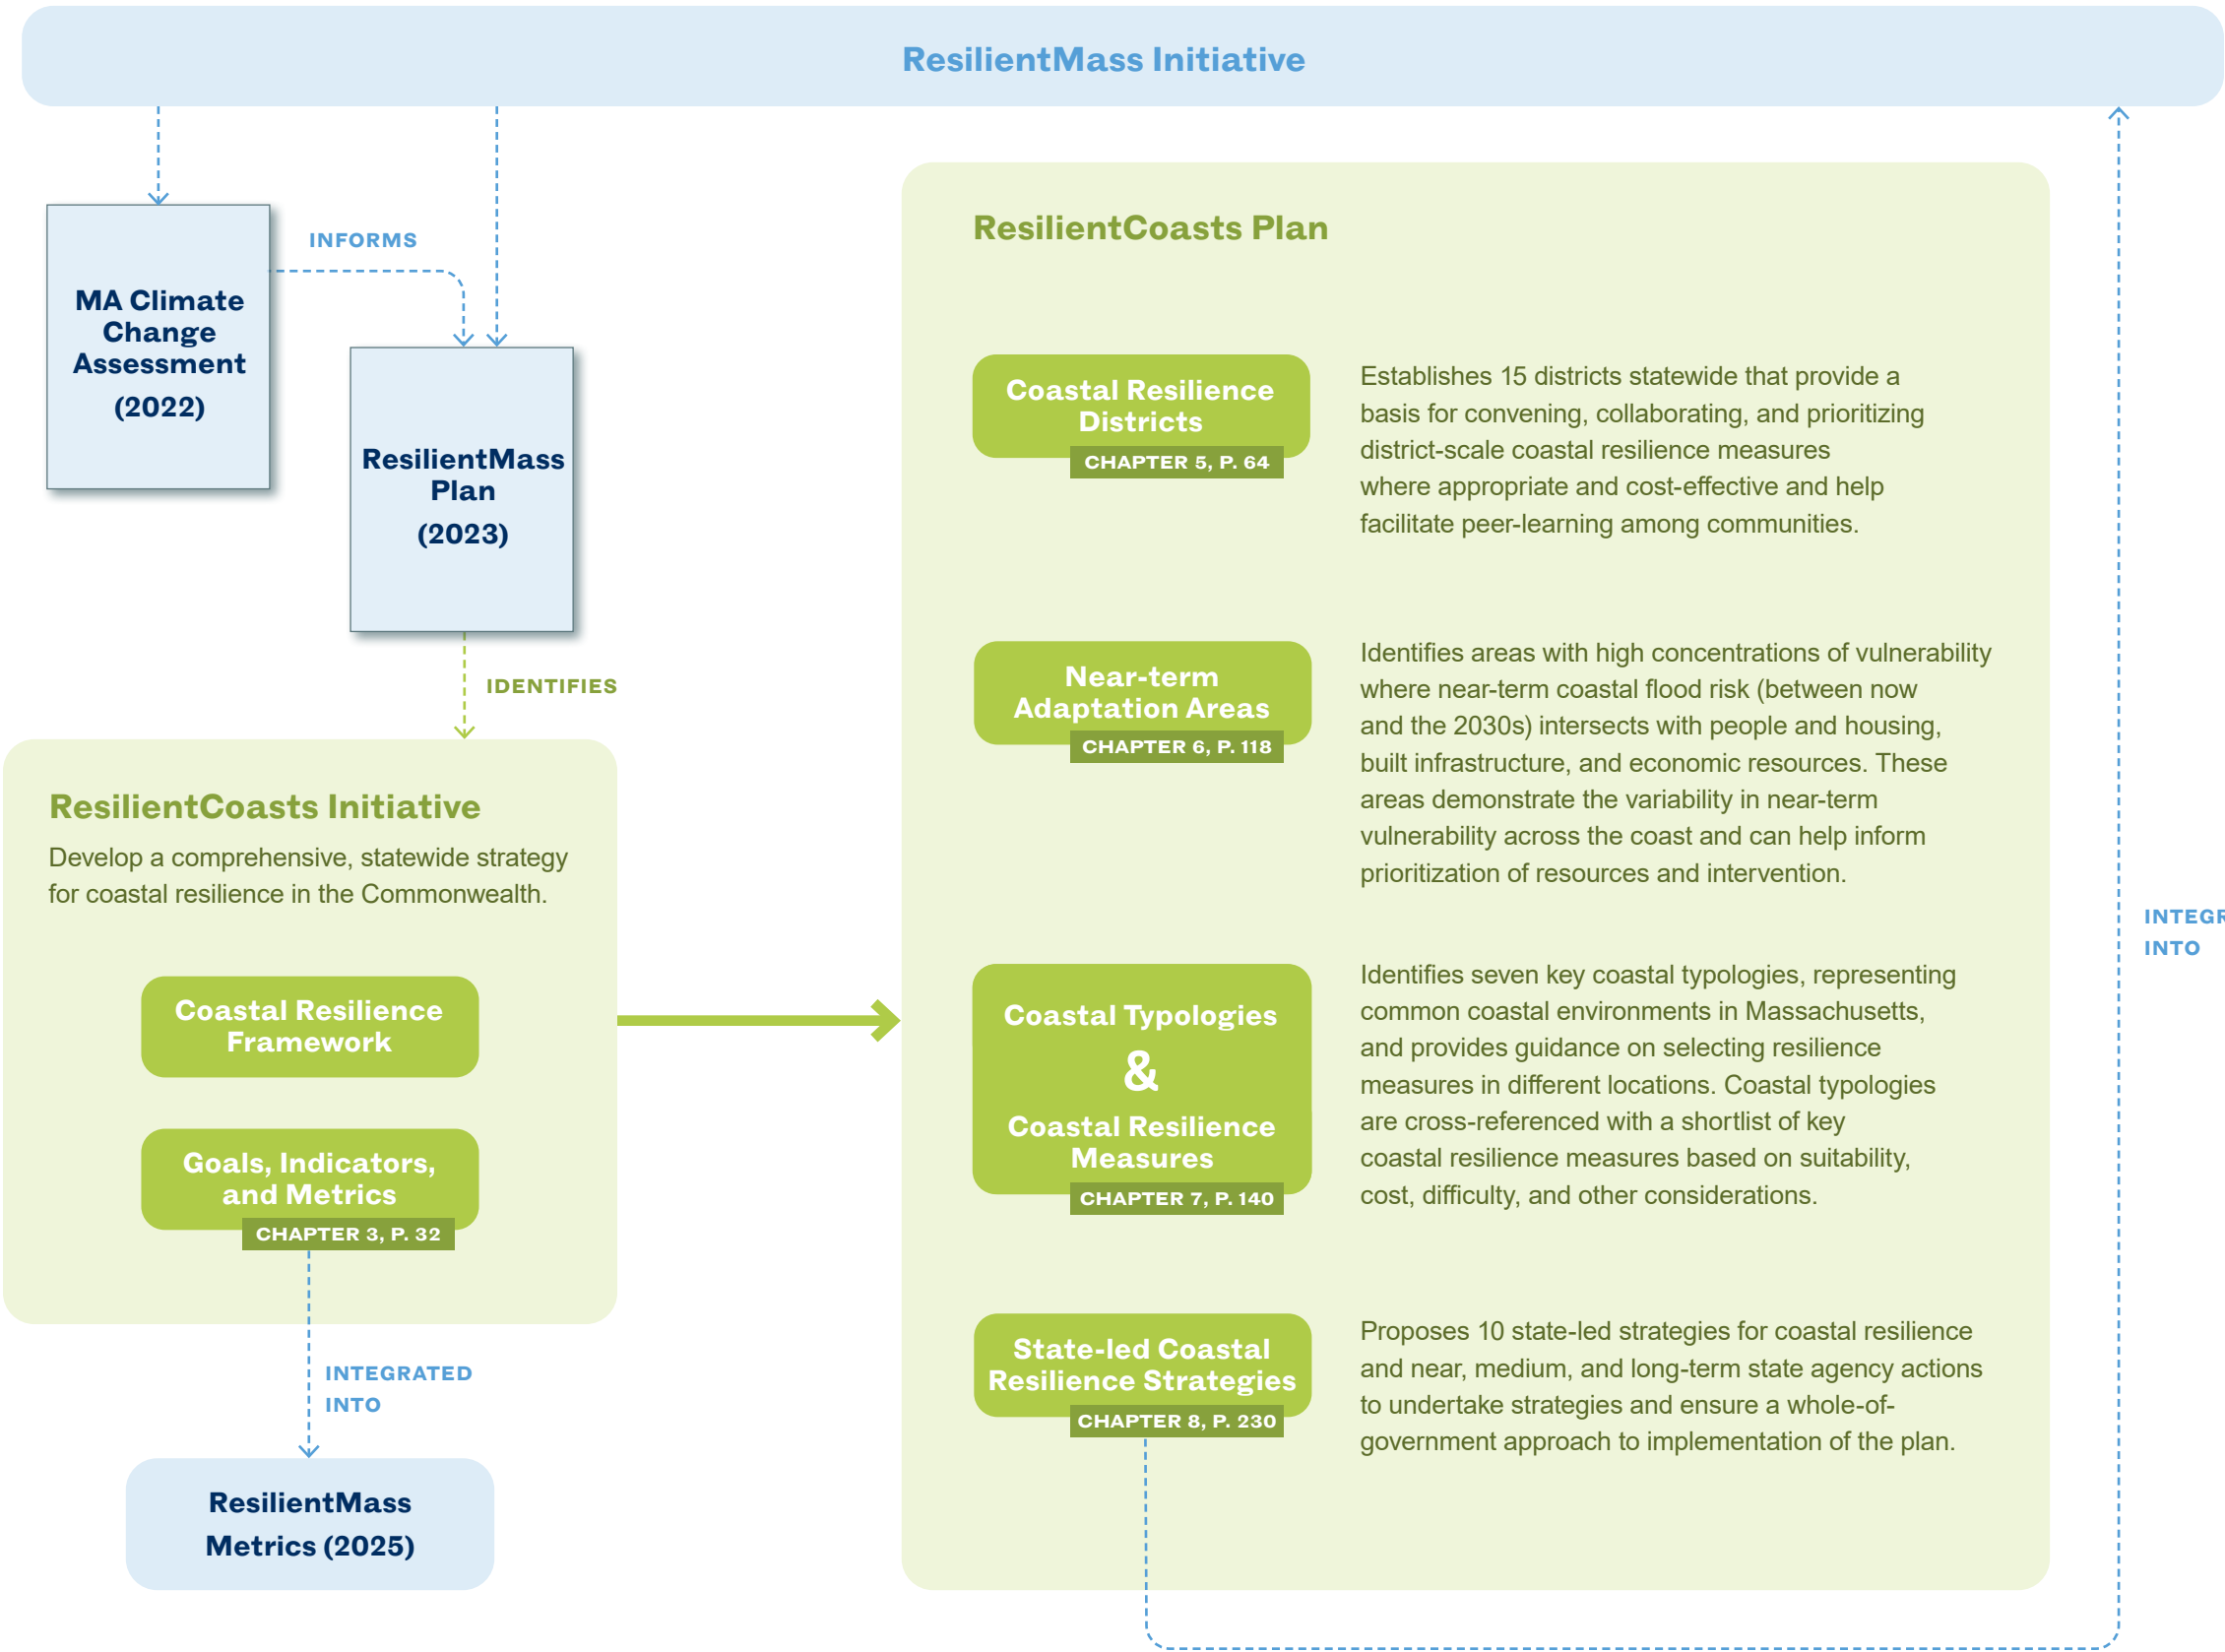 ResilientMass Initiative
INFORMS
MA Climate
Change
Assessment
(2022)
ResilientMass
Plan
(2023)
IDENTIFIES
ResilientCoasts Initiative
Develop a comprehensive, statewide strategy
for coastal resilience in the Commonwealth.
Coastal Resilience
Framework
Goals, Indicators,
and Metrics
CHAPTER 3, P. 32
INTEGRATED
INTO
ResilientMass
Metrics (2025)
ResilientCoasts Plan
Coastal Resilience
Districts
CHAPTER 5, P. 64
Establishes 15 districts statewide that provide a
basis for convening, collaborating, and prioritizing
district-scale coastal resilience measures
where appropriate and cost-effective and help
facilitate peer-learning among communities.
Near-term
Adaptation Areas
CHAPTER 6, P. 118
Identifies areas with high concentrations of vulnerability
where near-term coastal flood risk (between now
and the 2030s) intersects with people and housing,
built infrastructure, and economic resources. These
areas demonstrate the variability in near-term
vulnerability across the coast and can help inform
prioritization of resources and intervention.
Coastal Typologies
&
Coastal Resilience
Measures
CHAPTER 7, P. 140
Identifies seven key coastal typologies, representing
common coastal environments in Massachusetts,
and provides guidance on selecting resilience
measures in different locations. Coastal typologies
are cross-referenced with a shortlist of key
coastal resilience measures based on suitability,
cost, difficulty, and other considerations.
State-led Coastal
Resilience Strategies
CHAPTER 8, P. 230
Proposes 10 state-led strategies for coastal resilience
and near, medium, and long-term state agency actions
to undertake strategies and ensure a whole-of-
government approach to implementation of the plan.
INTO